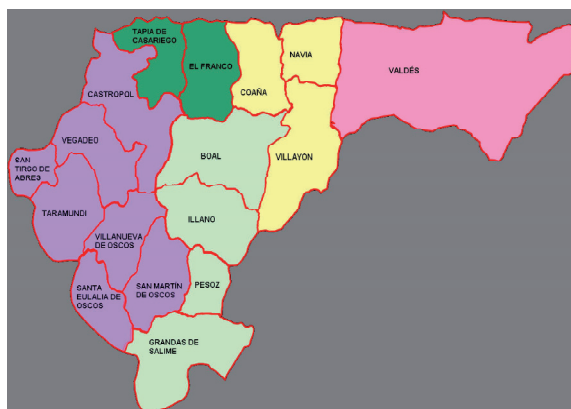 TAPIA DE
CASARIEGO
EL FRANCO
NAVIA
COAÑA
VALDÉS
CASTROPOL
VEGADEO
BOAL
VILLAYON
SAN
TIRSO DE
ABRES
TARAMUNDI
ILLANO
VILLANUEVA
DE OSCOS
SANTA
EULALIA DE
OSCOS
SAN MARTÍN
DE OSCOS
PESOZ
GRANDAS DE
SALIME